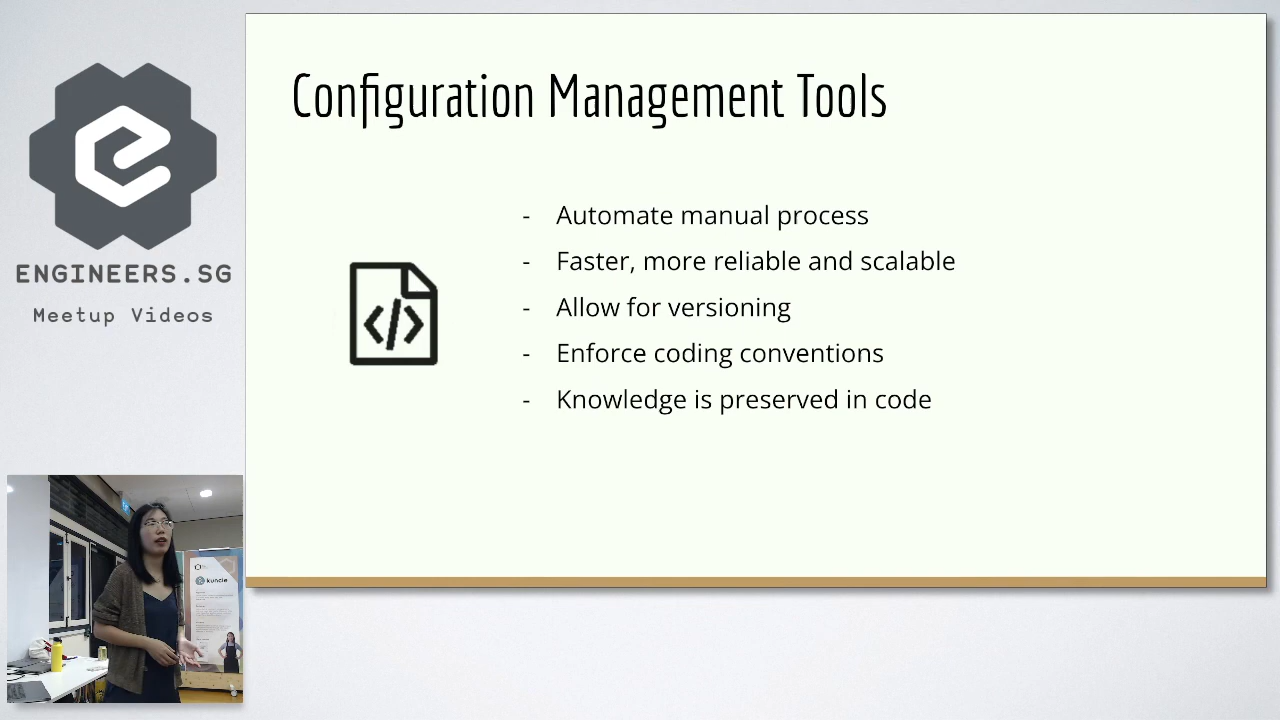 ENGINEERS.SG
Meetup Videos
Configuration Management Tools
- Automate manual process
- Faster, more reliable and scalable
- Allow for versioning
- Enforce coding conventions
- Knowledge is preserved in code
kuncie